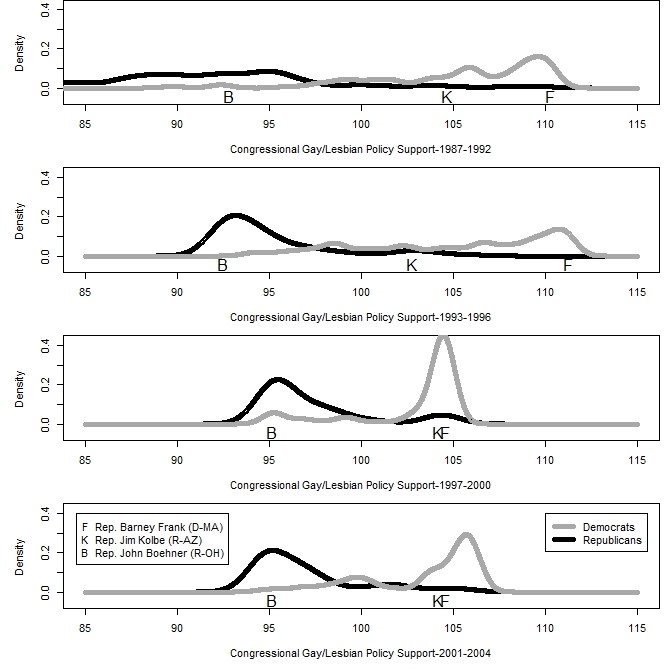 0.4
0.2
0.0
Density
B K F
85 90 95 100 105 110 115
Congressional Gay/Lesbian Policy Support-1987-1992
0.4
0.2
0.0
Density
B K F
85 90 95 100 105 110 115
Congressional Gay/Lesbian Policy Support-1993-1996
0.4
0.2
0.0
Density
B KF
85 90 95 100 105 110 115
Congressional Gay/Lesbian Policy Support-1997-2000
0.4
0.2
0.0
Density
F Rep. Barney Frank (D-MA)
K Rep. Jim Kolbe (R-AZ)
B Rep. John Boehner (R-OH)
Democrats
Republicans
B KF
85 90 95 100 105 110 115
Congressional Gay/Lesbian Policy Support-2001-2004